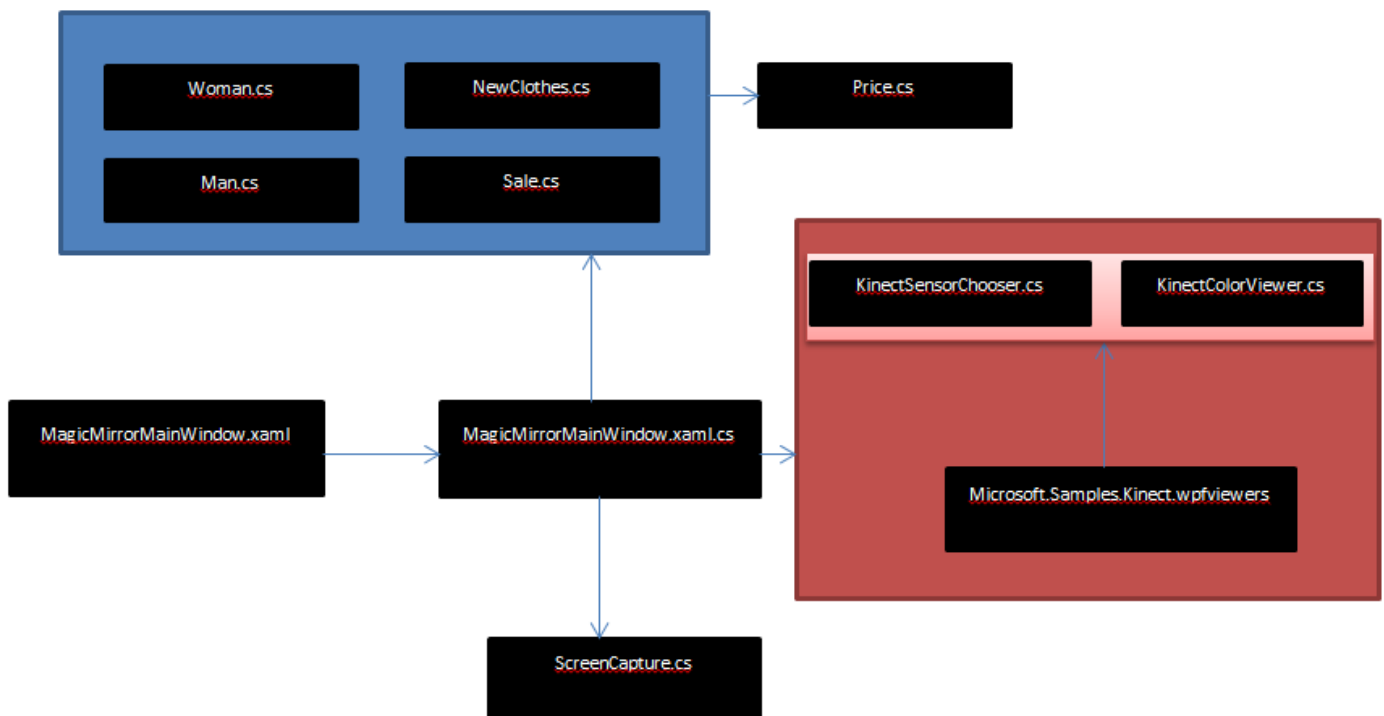 Woman.cs
NewClothes.cs
Price.cs
Man.cs
Sale.cs
KinectSensorChooser.cs
KinectColorViewer.cs
MagicMirrorMainWindow.xaml
MagicMirrorMainWindow.xaml.cs
Microsoft.Samples.Kinect.wpfviewers
ScreenCapture.cs